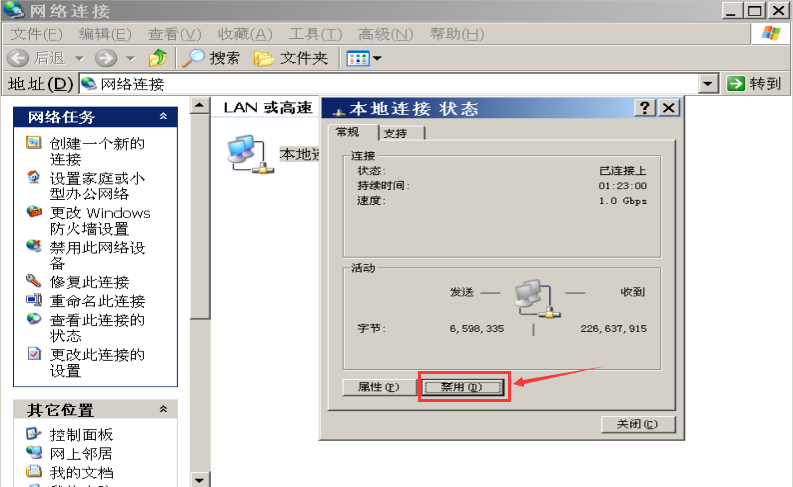 网络连接
文件(F) 编辑(E) 查看(V) 收藏(A) 工具(T) 高级(N) 帮助(H)
后退 搜索 文件夹
地址(D) 网络连接 转到
网络任务
创建一个新的
连接
设置家庭或小
型办公网络
更改 Windows
防火墙设置
禁用此网络设
备
修复此连接
重命名此连接
查看此连接的
状态
更改此连接的
设置
其它位置
控制面板
网上邻居
我的文档
LAN 或高速
本地
本地连接 状态
常规 支持
连接
状态: 已连接上
持续时间: 01:23:00
速度: 1.0 Gbps
活动
发送 收到
字节: 6,598,335 226,637,915
属性(P) 禁用(D)
关闭(C)